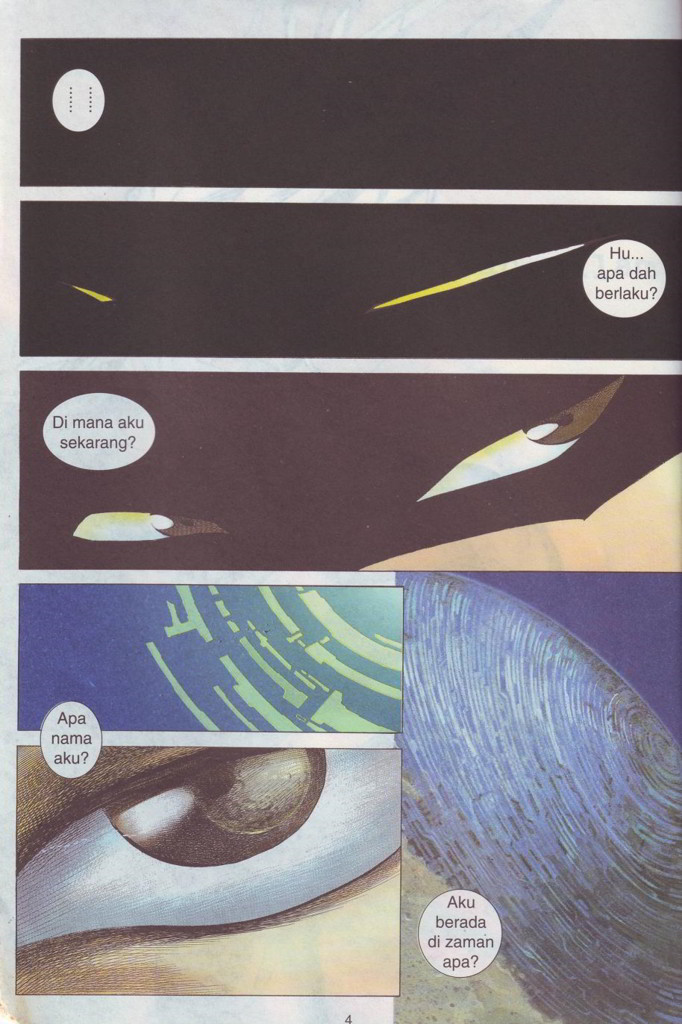 ......
......
Hu...
apa dah
berlaku?
Di mana aku
sekarang?
Apa
nama
aku?
Aku
berada
di zaman
apa?
4